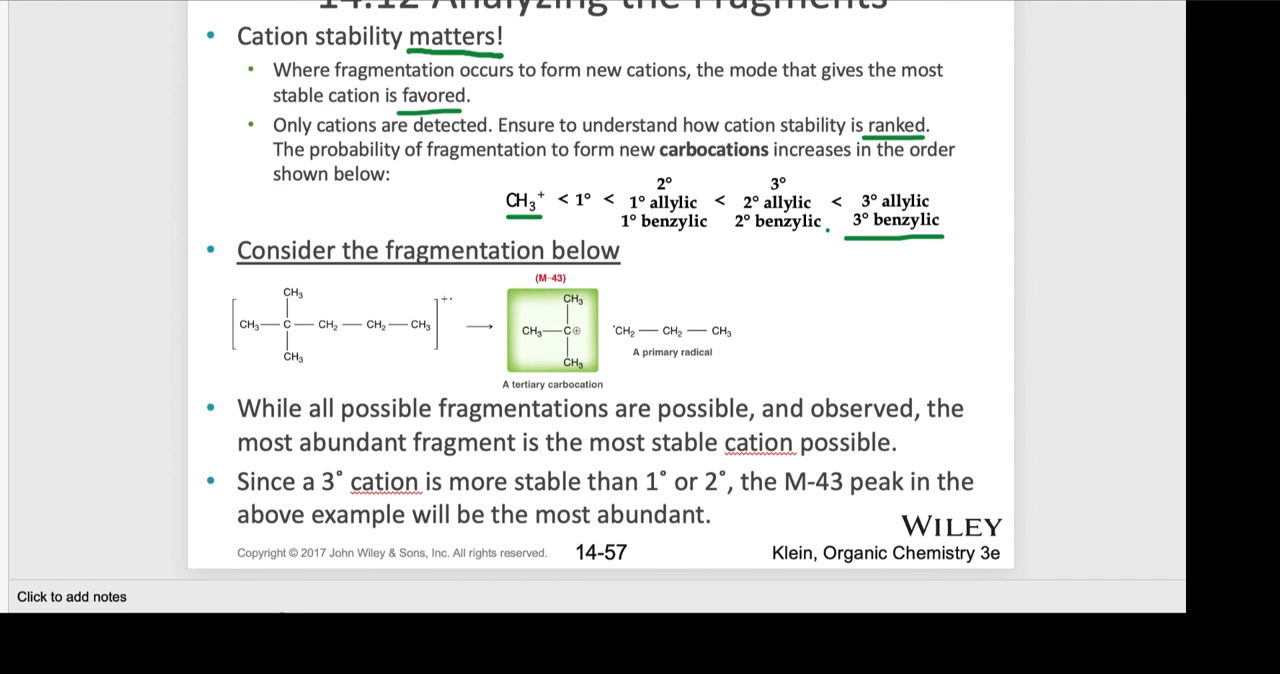 14.12 Analyzing the Fragments
• Cation stability matters!
• Where fragmentation occurs to form new cations, the mode that gives the most
stable cation is favored.
• Only cations are detected. Ensure to understand how cation stability is ranked.
The probability of fragmentation to form new carbocations increases in the order
shown below:
2° 3°
CH₃⁺ < 1° < 1° allylic < 2° allylic < 3° allylic
1° benzylic 2° benzylic 3° benzylic
• Consider the fragmentation below
(M-43)
CH₃ CH₃
CH₃—C—CH₂—CH₂—CH₃ +· → CH₃—C⊕ ·CH₂—CH₂—CH₃
CH₃ CH₃
A primary radical
A tertiary carbocation
• While all possible fragmentations are possible, and observed, the
most abundant fragment is the most stable cation possible.
• Since a 3° cation is more stable than 1° or 2°, the M-43 peak in the
above example will be the most abundant.
WILEY
Copyright © 2017 John Wiley & Sons, Inc. All rights reserved. 14-57 Klein, Organic Chemistry 3e
Click to add notes